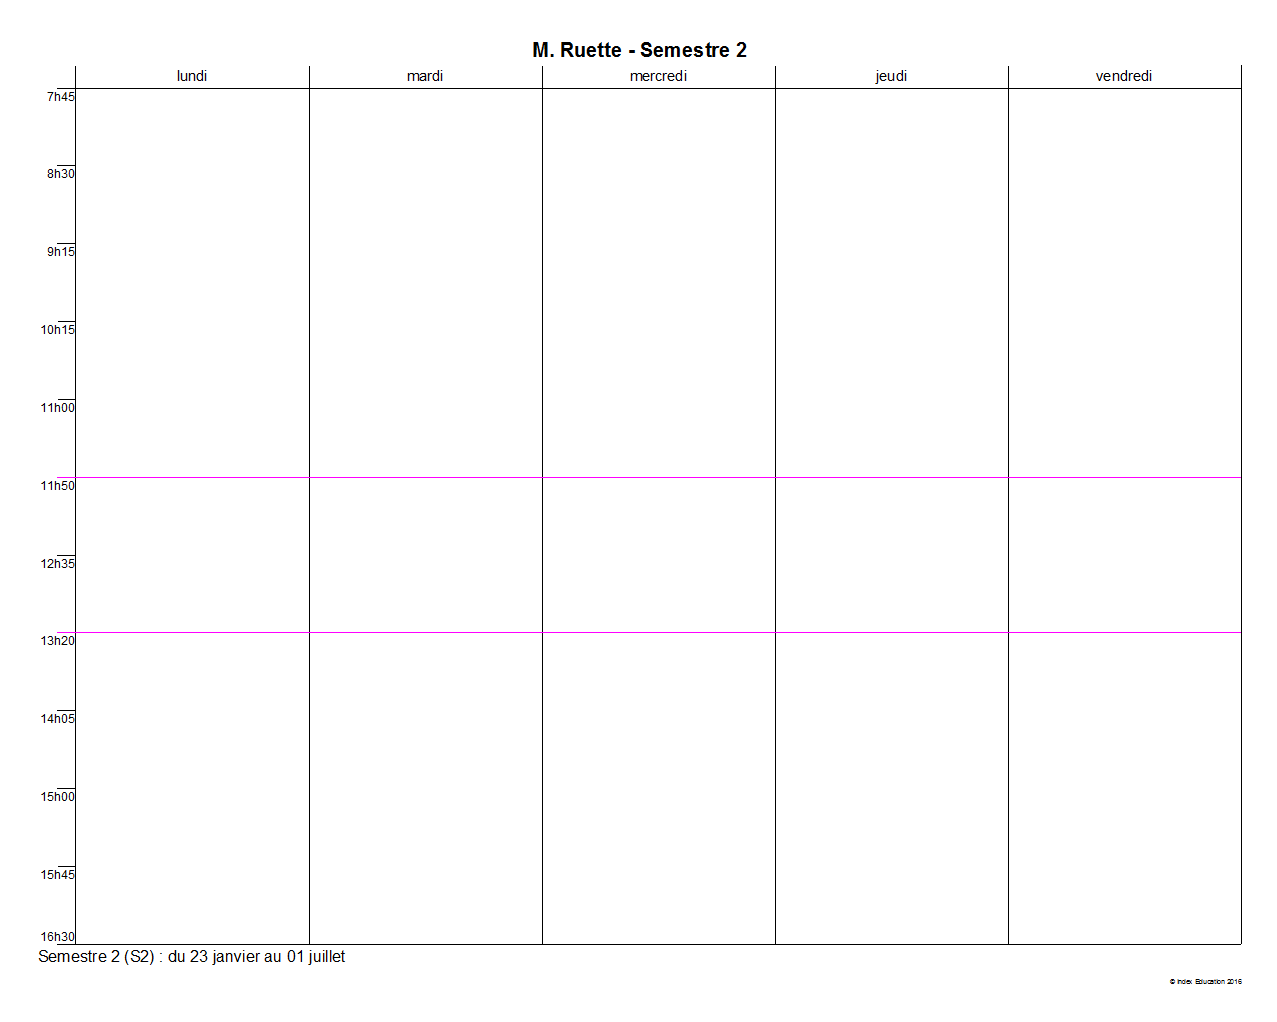 M. Ruette - Semestre 2
lundi mardi mercredi jeudi vendredi
7h45
8h30
9h15
10h15
11h00
11h50
12h35
13h20
14h05
15h00
15h45
16h30
Semestre 2 (S2) : du 23 janvier au 01 juillet
© Index Education 2016